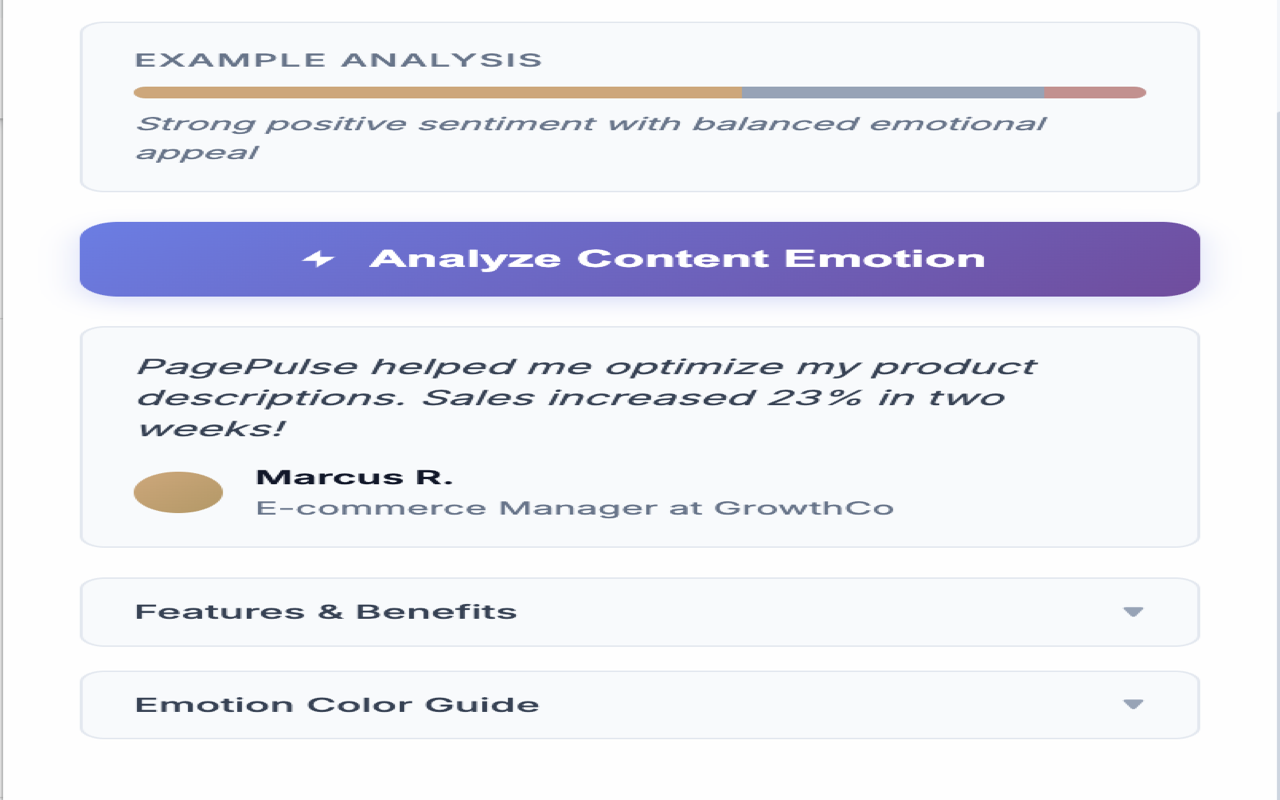 EXAMPLE ANALYSIS
Strong positive sentiment with balanced emotional
appeal
Analyze Content Emotion
PagePulse helped me optimize my product
descriptions. Sales increased 23% in two
weeks!
Marcus R.
E-commerce Manager at GrowthCo
Features & Benefits
Emotion Color Guide